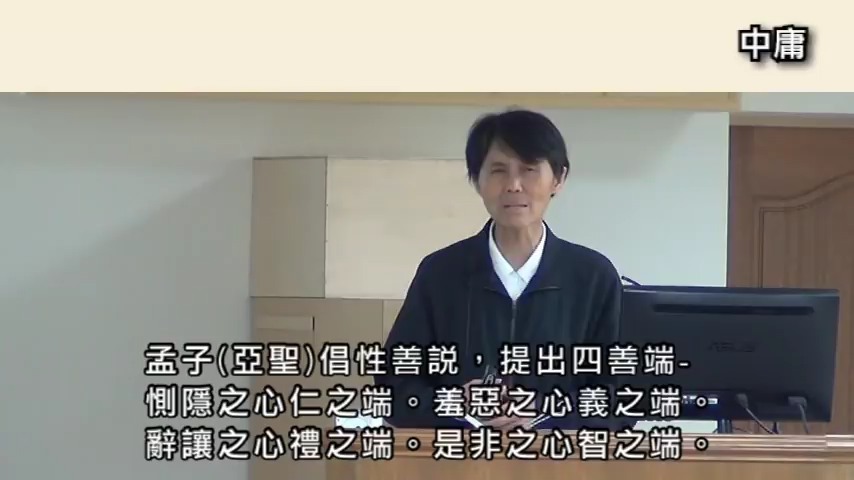 中庸
孟子(亞聖)倡性善説，提出四善端-
惻隱之心仁之端。羞惡之心義之端。
辭讓之心禮之端。是非之心智之端。
ASUS